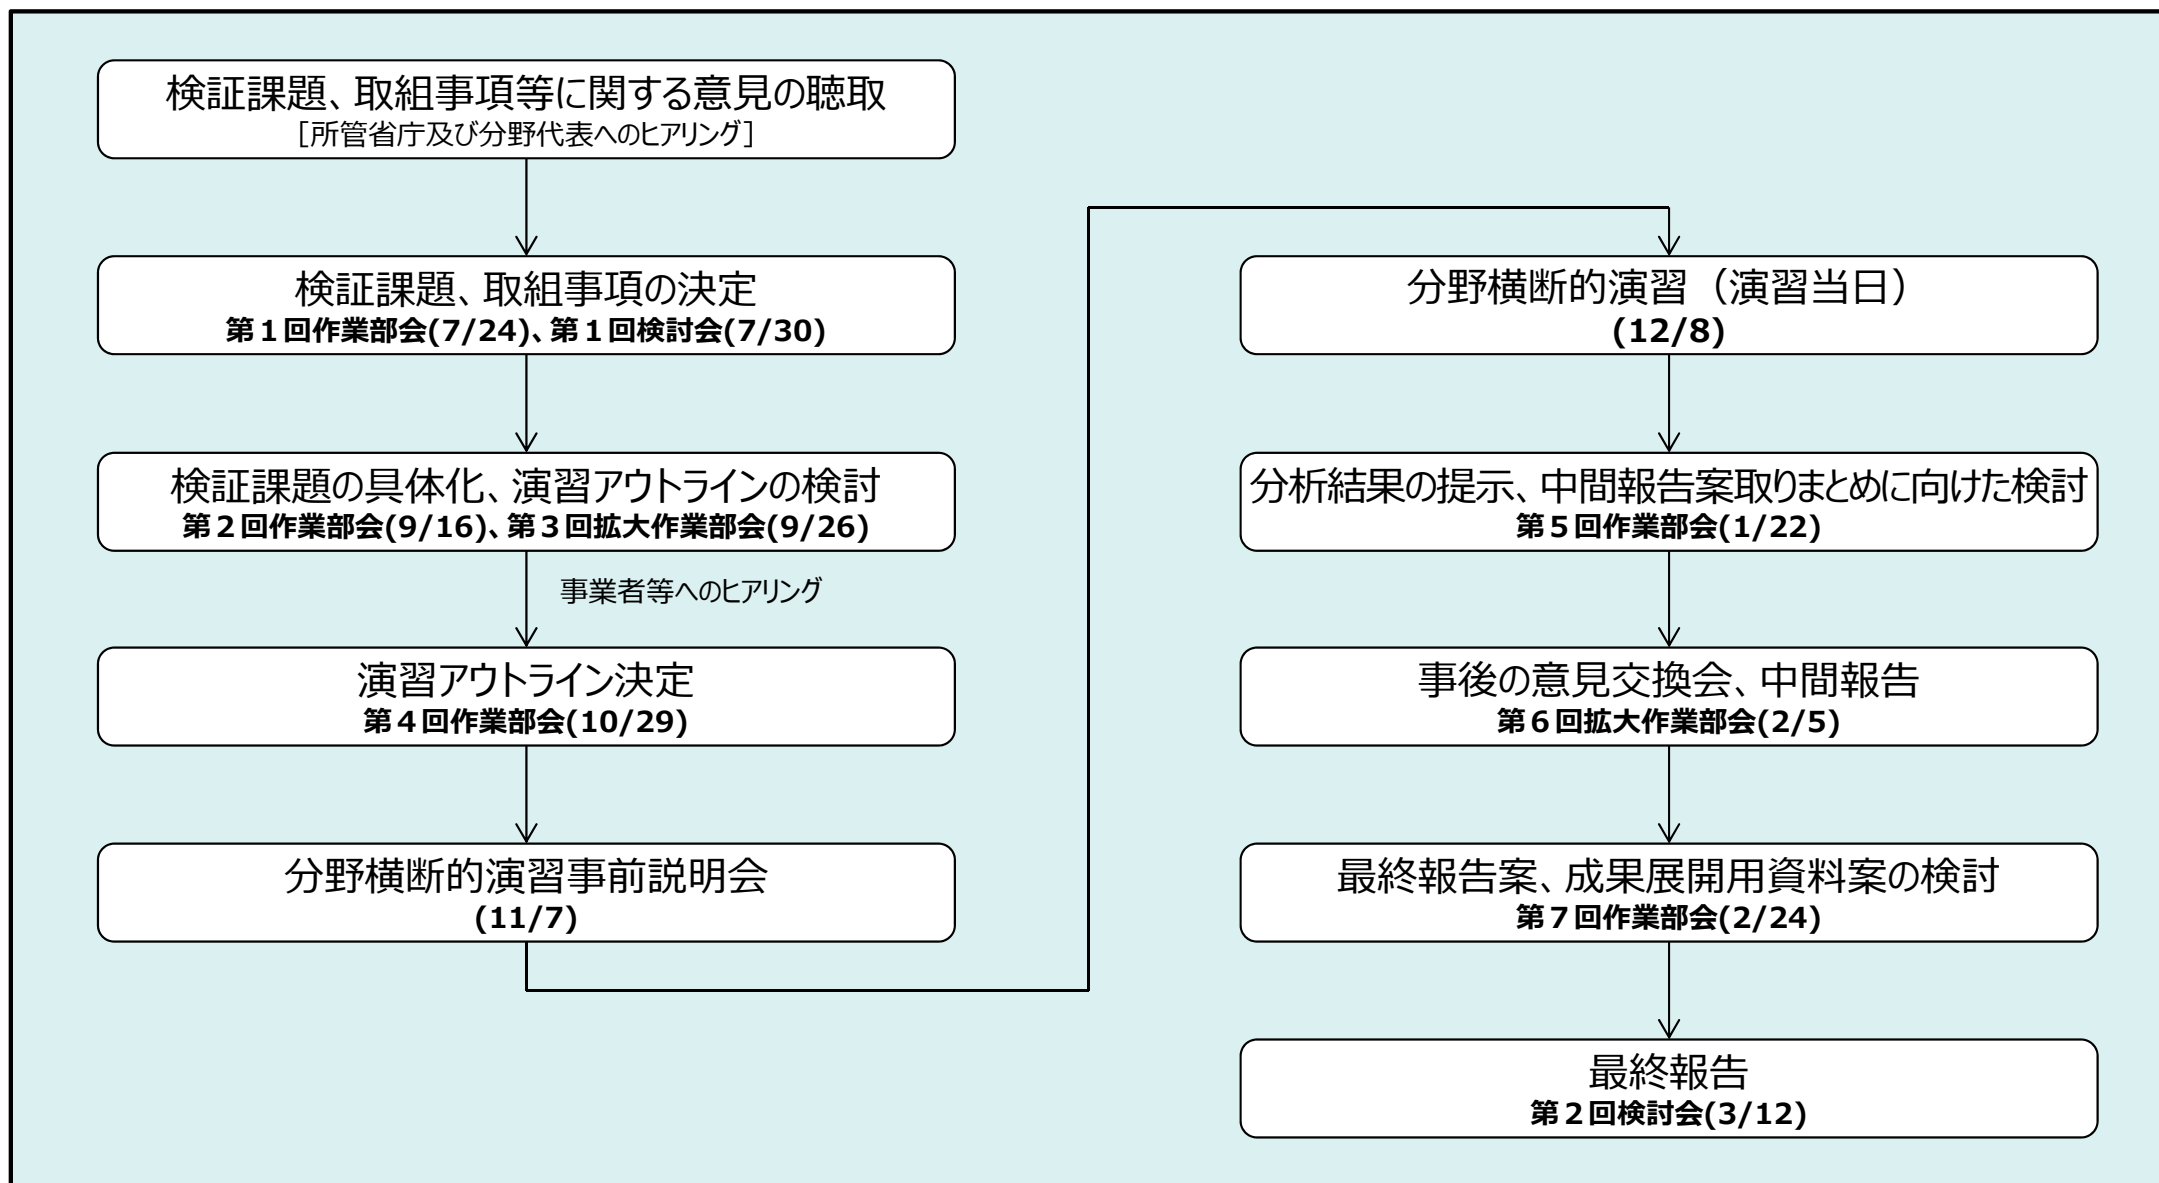 検証課題、取組事項等に関する意見の聴取
［所管省庁及び分野代表へのヒアリング］
検証課題、取組事項の決定
第１回作業部会(7/24)、第１回検討会(7/30)
検証課題の具体化、演習アウトラインの検討
第２回作業部会(9/16)、第３回拡大作業部会(9/26)
事業者等へのヒアリング
演習アウトライン決定
第４回作業部会(10/29)
分野横断的演習事前説明会
(11/7)
分野横断的演習（演習当日）
(12/8)
分析結果の提示、中間報告案取りまとめに向けた検討
第５回作業部会(1/22)
事後の意見交換会、中間報告
第６回拡大作業部会(2/5)
最終報告案、成果展開用資料案の検討
第７回作業部会(2/24)
最終報告
第２回検討会(3/12)